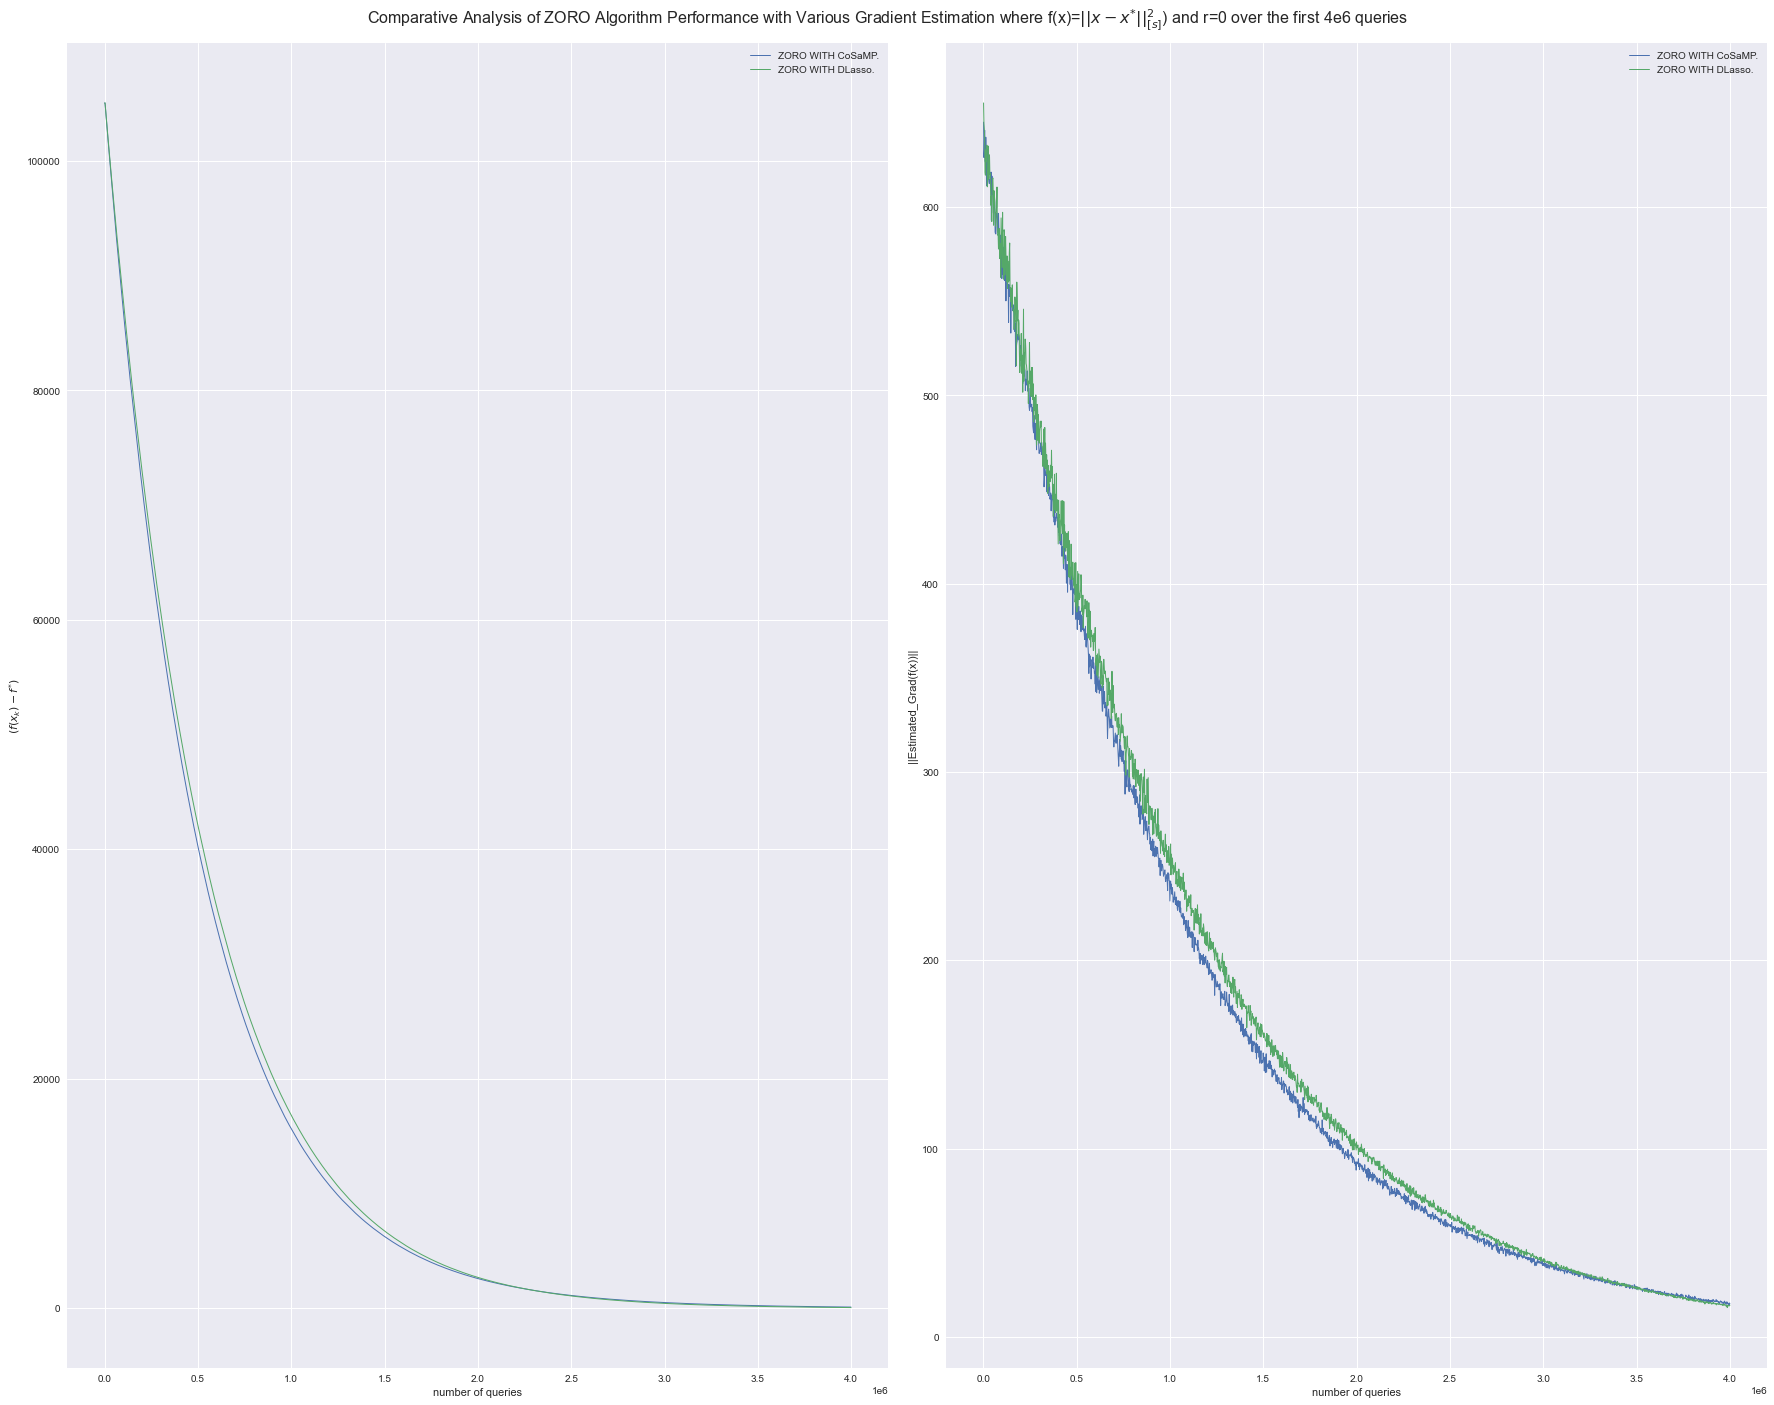 Comparative Analysis of ZORO Algorithm Performance with Various Gradient Estimation where f(x)=$||x - x^*||^2_{[s]}$) and r=0 over the first 4e6 queries
ZORO WITH CoSaMP.
ZORO WITH DLasso.
100000
80000
60000
40000
20000
0
$(f(x_k) - f^*)$
0.0 0.5 1.0 1.5 2.0 2.5 3.0 3.5 4.0
1e6
number of queries
ZORO WITH CoSaMP.
ZORO WITH DLasso.
600
500
400
300
200
100
0
||Estimated_Grad(f(x))||
0.0 0.5 1.0 1.5 2.0 2.5 3.0 3.5 4.0
1e6
number of queries